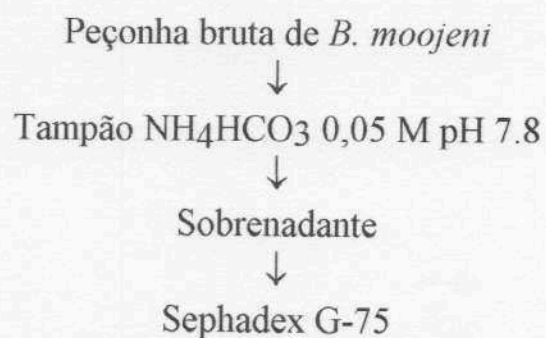 Peçonha bruta de B. moojeni
↓
Tampão NH4HCO3 0,05 M pH 7.8
↓
Sobrenadante
↓
Sephadex G-75